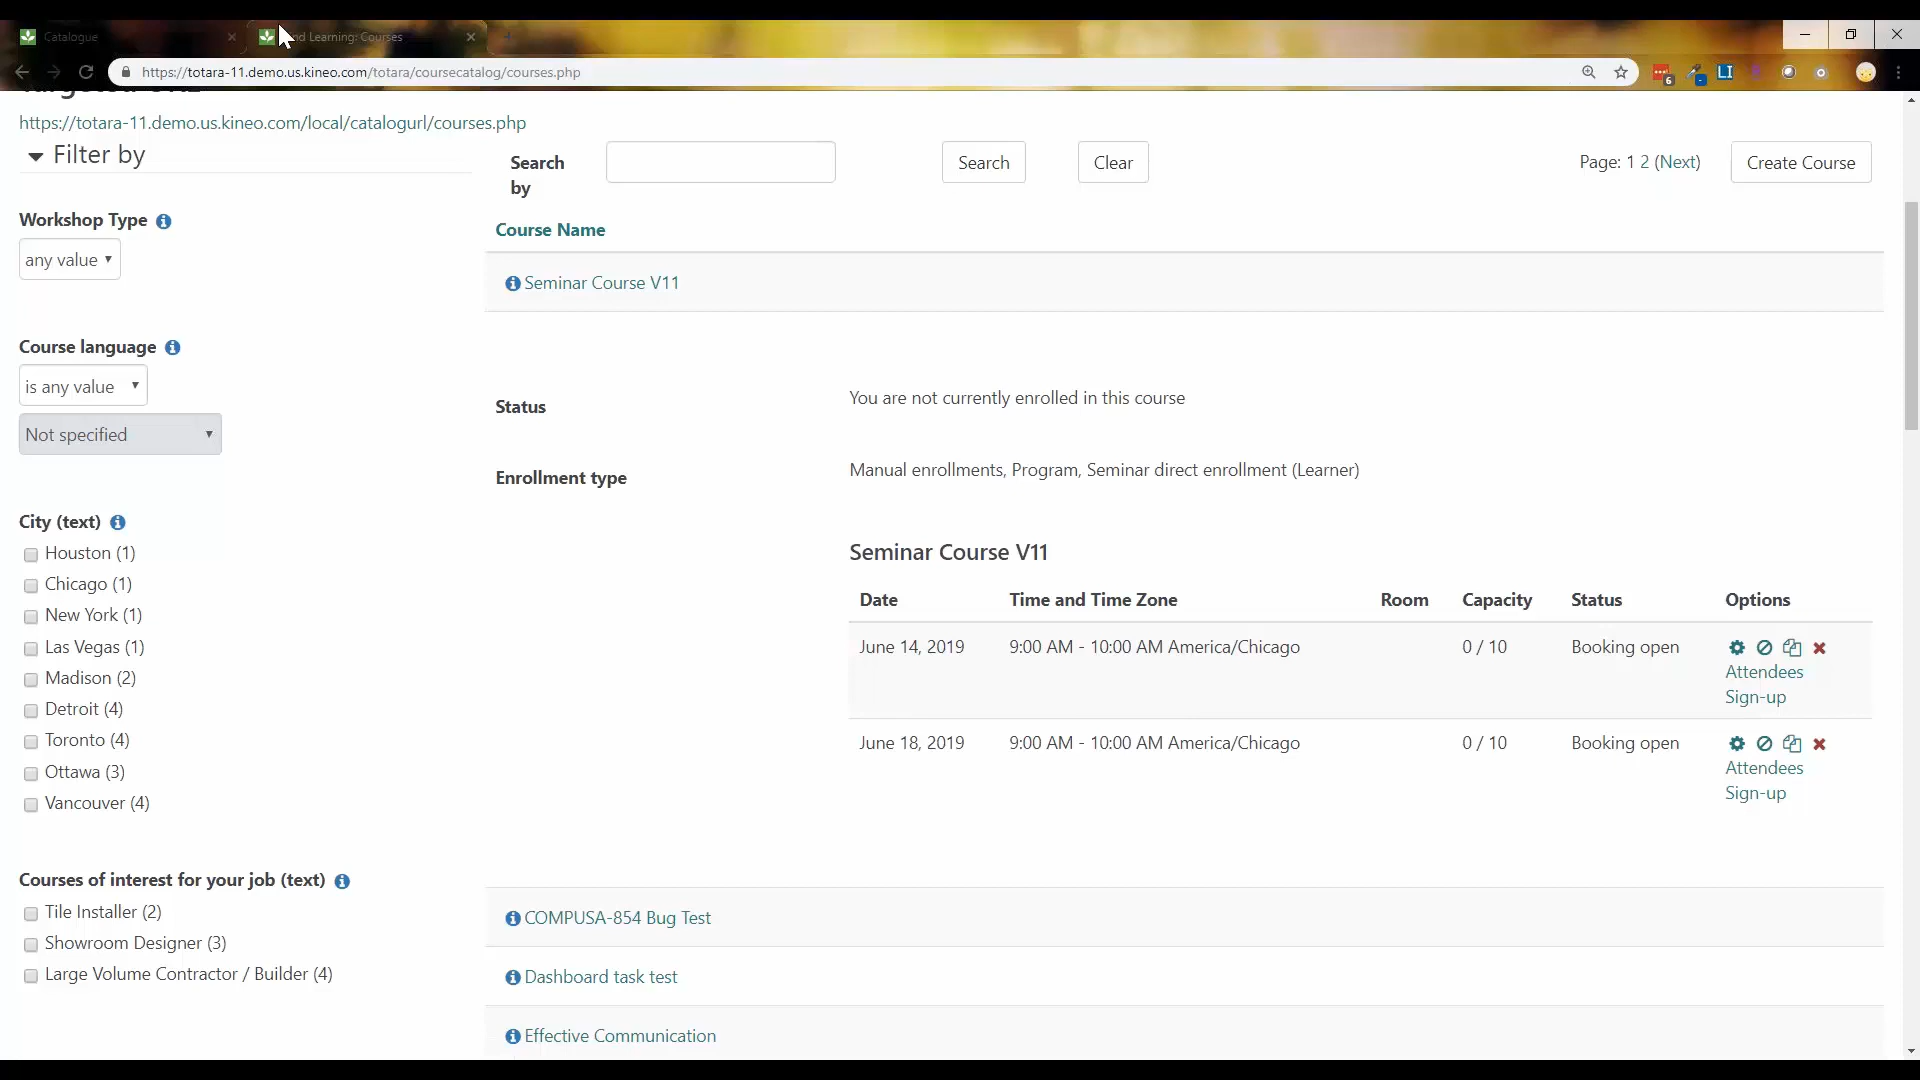 Catalogue
nd Learning: Courses
https://totara-11.demo.us.kineo.com/totara/coursecatalog/courses.php
6
LI
https://totara-11.demo.us.kineo.com/local/catalogurl/courses.php
Filter by
Search by
Search
Clear
Page: 1 2 (Next)
Create Course
Workshop Type
any value
Course language
is any value
Not specified
City (text)
Houston (1)
Chicago (1)
New York (1)
Las Vegas (1)
Madison (2)
Detroit (4)
Toronto (4)
Ottawa (3)
Vancouver (4)
Courses of interest for your job (text)
Tile Installer (2)
Showroom Designer (3)
Large Volume Contractor / Builder (4)
Course Name
Seminar Course V11
Status
You are not currently enrolled in this course
Enrollment type
Manual enrollments, Program, Seminar direct enrollment (Learner)
Seminar Course V11
Date Time and Time Zone Room Capacity Status Options
June 14, 2019 9:00 AM - 10:00 AM America/Chicago 0 / 10 Booking open
Attendees
Sign-up
June 18, 2019 9:00 AM - 10:00 AM America/Chicago 0 / 10 Booking open
Attendees
Sign-up
COMPUSA-854 Bug Test
Dashboard task test
Effective Communication